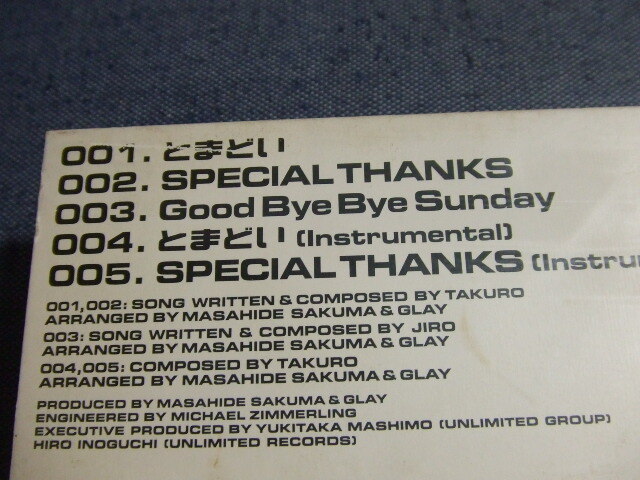 001. とまどい
002. SPECIAL THANKS
003. Good Bye Bye Sunday
004. とまどい (Instrumental)
005. SPECIAL THANKS (Instru
001,002: SONG WRITTEN & COMPOSED BY TAKURO
ARRANGED BY MASAHIDE SAKUMA & GLAY
003: SONG WRITTEN & COMPOSED BY JIRO
ARRANGED BY MASAHIDE SAKUMA & GLAY
004,005: COMPOSED BY TAKURO
ARRANGED BY MASAHIDE SAKUMA & GLAY
PRODUCED BY MASAHIDE SAKUMA & GLAY
ENGINEERED BY MICHAEL ZIMMERLING
EXECUTIVE PRODUCED BY YUKITAKA MASHIMO (UNLIMITED GROUP)
HIRO INOGUCHI (UNLIMITED RECORDS)